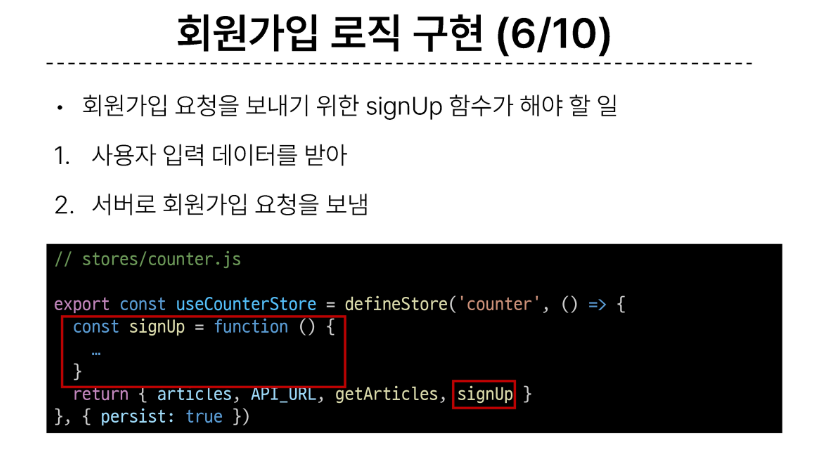 회원가입 로직 구현 (6/10)
• 회원가입 요청을 보내기 위한 signUp 함수가 해야 할 일
1. 사용자 입력 데이터를 받아
2. 서버로 회원가입 요청을 보냄
// stores/counter.js
export const useCounterStore = defineStore('counter', () => {
const signUp = function () {
…
}
return { articles, API_URL, getArticles, signUp }
}, { persist: true })